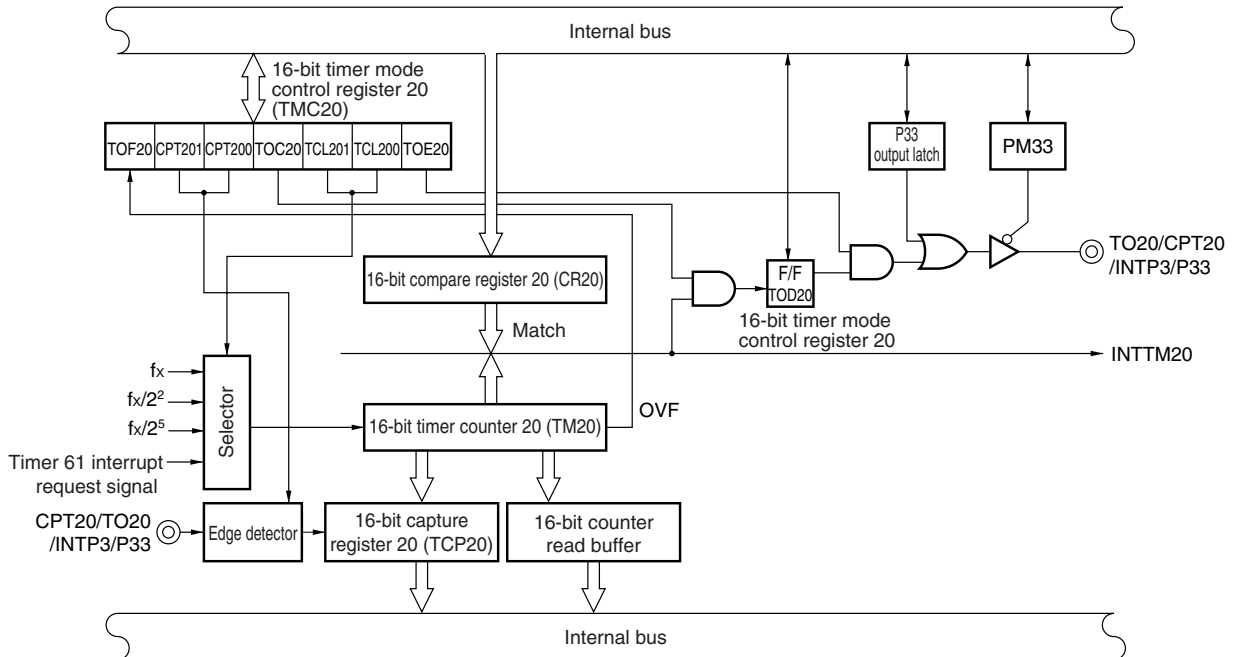 Internal bus
16-bit timer mode
control register 20
(TMC20)
TOF20 CPT201 CPT200 TOC20 TCL201 TCL200 TOE20
P33
output latch
PM33
TO20/CPT20
/INTP3/P33
16-bit compare register 20 (CR20)
F/F
TOD20
16-bit timer mode
control register 20
Match
INTTM20
fX
fX/2²
fX/2⁵
Timer 61 interrupt
request signal
Selector
16-bit timer counter 20 (TM20)
OVF
CPT20/TO20
/INTP3/P33
Edge detector
16-bit capture
register 20 (TCP20)
16-bit counter
read buffer
Internal bus